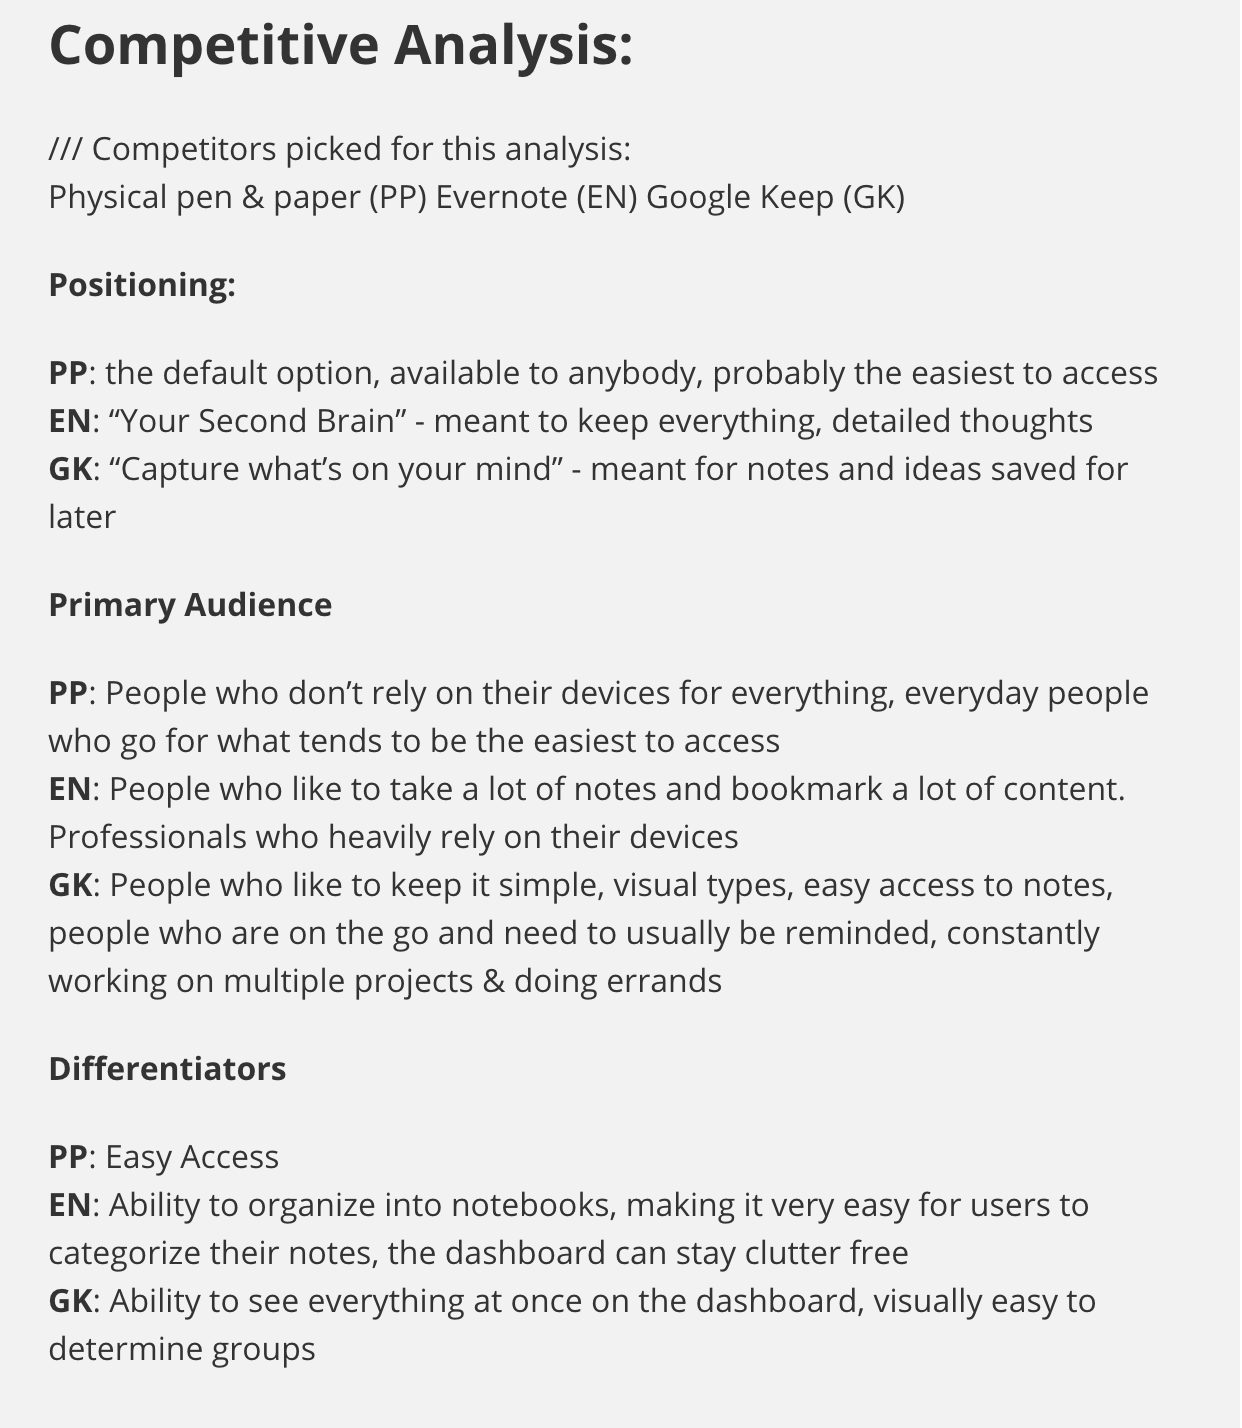 Competitive Analysis:
/// Competitors picked for this analysis:
Physical pen & paper (PP) Evernote (EN) Google Keep (GK)
Positioning:
PP: the default option, available to anybody, probably the easiest to access
EN: “Your Second Brain” - meant to keep everything, detailed thoughts
GK: “Capture what’s on your mind” - meant for notes and ideas saved for
later
Primary Audience
PP: People who don’t rely on their devices for everything, everyday people
who go for what tends to be the easiest to access
EN: People who like to take a lot of notes and bookmark a lot of content.
Professionals who heavily rely on their devices
GK: People who like to keep it simple, visual types, easy access to notes,
people who are on the go and need to usually be reminded, constantly
working on multiple projects & doing errands
Differentiators
PP: Easy Access
EN: Ability to organize into notebooks, making it very easy for users to
categorize their notes, the dashboard can stay clutter free
GK: Ability to see everything at once on the dashboard, visually easy to
determine groups